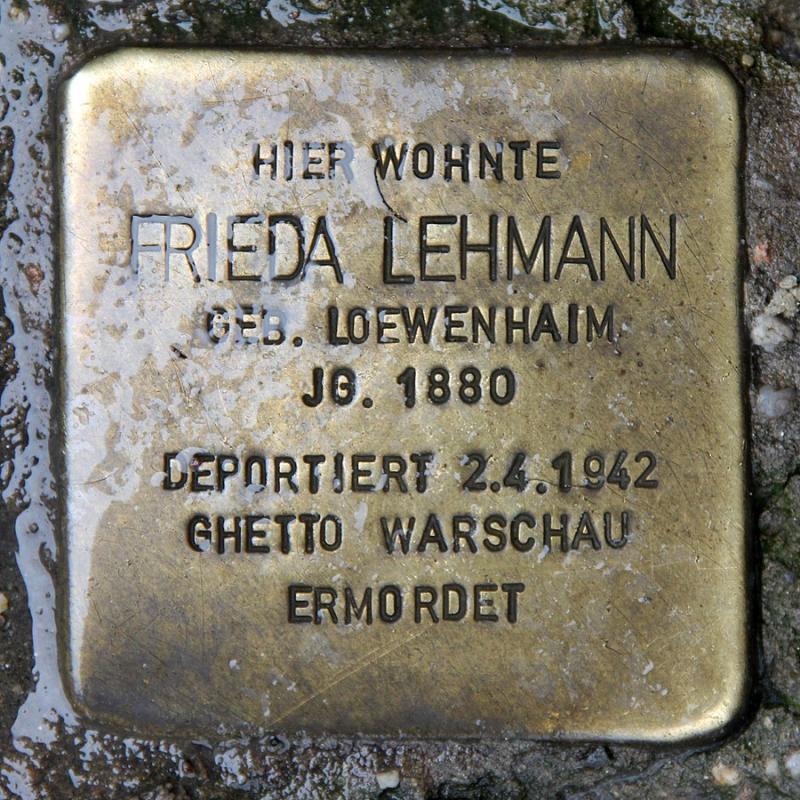 HIER WOHNTE
FRIEDA LEHMANN
GEB. LOEWENHAIM
JG. 1880
DEPORTIERT 2.4.1942
GHETTO WARSCHAU
ERMORDET